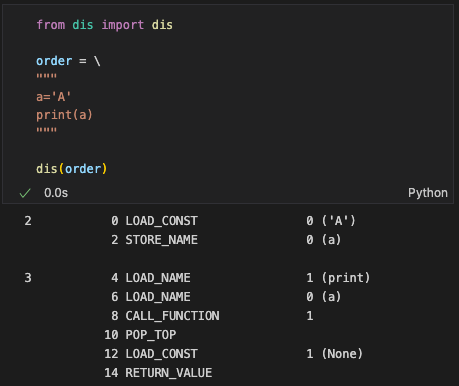 from dis import dis
order = \
"""
a='A'
print(a)
"""
dis(order)
0.0s Python
2 0 LOAD_CONST 0 ('A')
2 STORE_NAME 0 (a)
3 4 LOAD_NAME 1 (print)
6 LOAD_NAME 0 (a)
8 CALL_FUNCTION 1
10 POP_TOP
12 LOAD_CONST 1 (None)
14 RETURN_VALUE